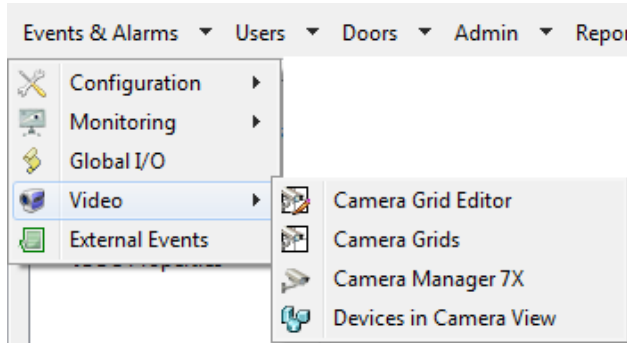 Events & Alarms Users Doors Admin Repor
Configuration
Monitoring
Global I/O
Video
External Events
Camera Grid Editor
Camera Grids
Camera Manager 7X
Devices in Camera View